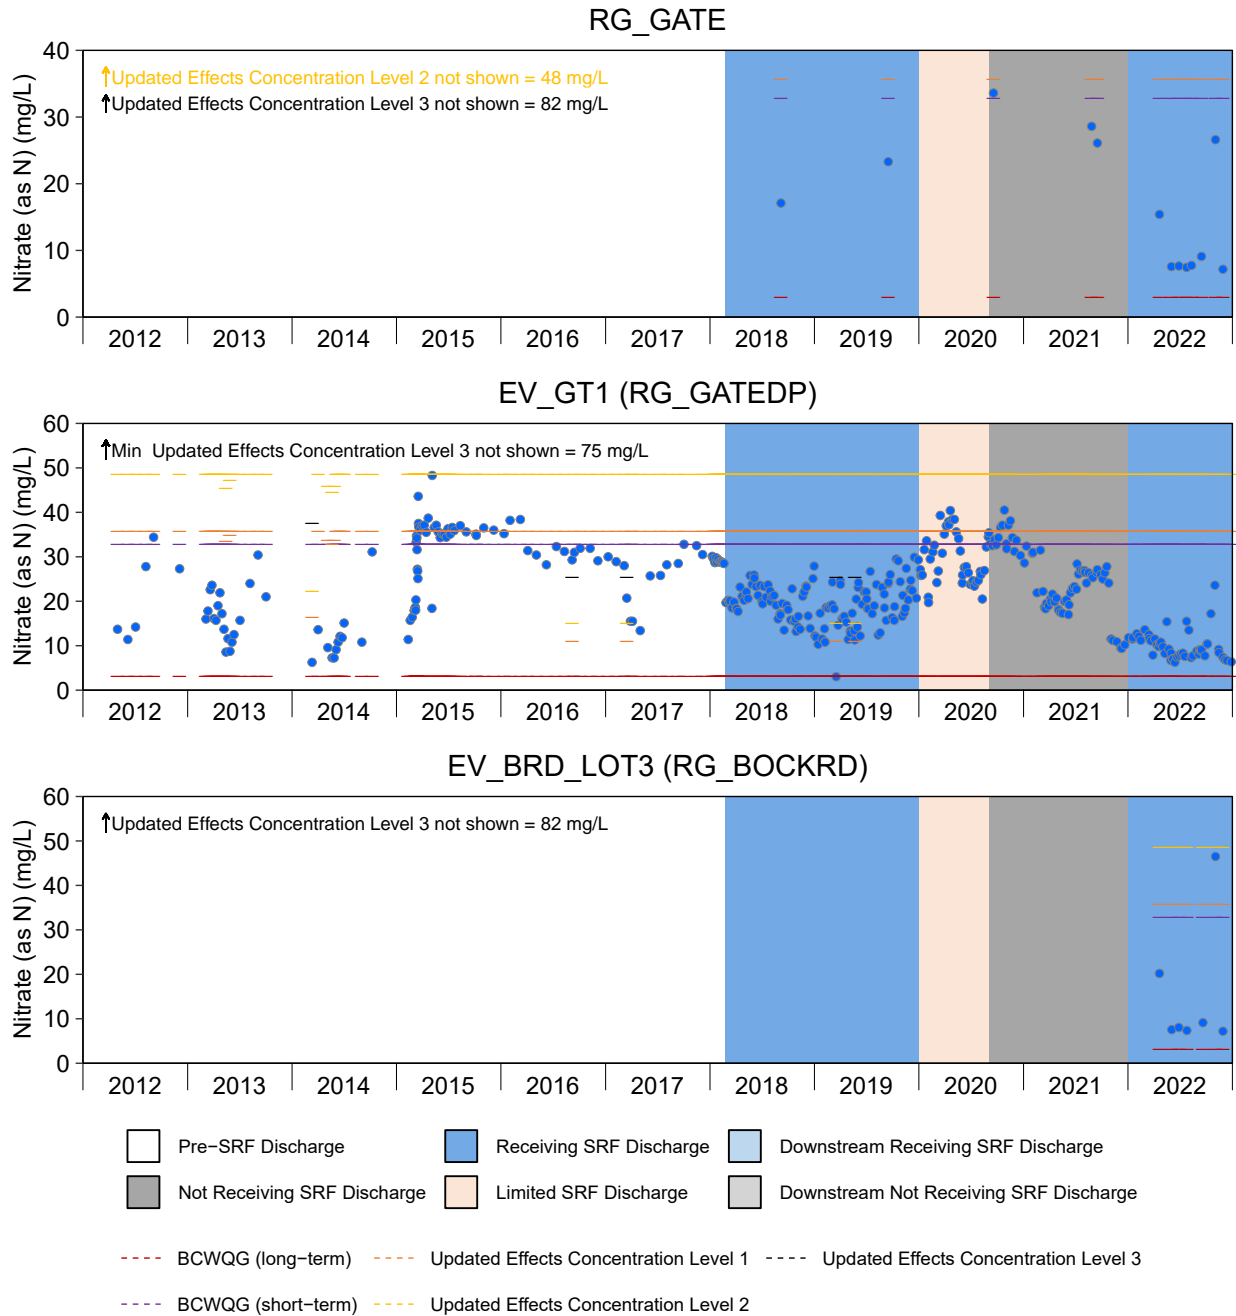 RG_GATE
Nitrate (as N) (mg/L)
40
30
20
10
0
↑Updated Effects Concentration Level 2 not shown = 48 mg/L
↑Updated Effects Concentration Level 3 not shown = 82 mg/L
2012 2013 2014 2015 2016 2017 2018 2019 2020 2021 2022
EV_GT1 (RG_GATEDP)
Nitrate (as N) (mg/L)
60
50
40
30
20
10
0
↑Min Updated Effects Concentration Level 3 not shown = 75 mg/L
2012 2013 2014 2015 2016 2017 2018 2019 2020 2021 2022
EV_BRD_LOT3 (RG_BOCKRD)
Nitrate (as N) (mg/L)
60
50
40
30
20
10
0
↑Updated Effects Concentration Level 3 not shown = 82 mg/L
2012 2013 2014 2015 2016 2017 2018 2019 2020 2021 2022
Pre−SRF Discharge Receiving SRF Discharge Downstream Receiving SRF Discharge
Not Receiving SRF Discharge Limited SRF Discharge Downstream Not Receiving SRF Discharge
BCWQG (long−term) Updated Effects Concentration Level 1 Updated Effects Concentration Level 3
BCWQG (short−term) Updated Effects Concentration Level 2